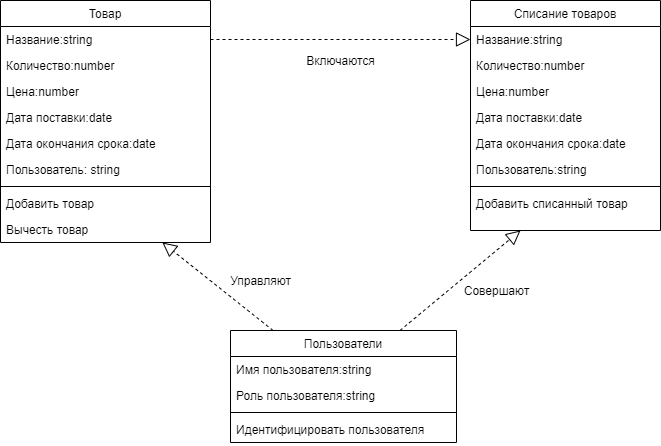 Товар
Название:string
Количество:number
Цена:number
Дата поставки:date
Дата окончания срока:date
Пользователь: string
Добавить товар
Вычесть товар
Включаются
Списание товаров
Название:string
Количество:number
Цена:number
Дата поставки:date
Дата окончания срока:date
Пользователь:string
Добавить списанный товар
Управляют
Совершают
Пользователи
Имя пользователя:string
Роль пользователя:string
Идентифицировать пользователя